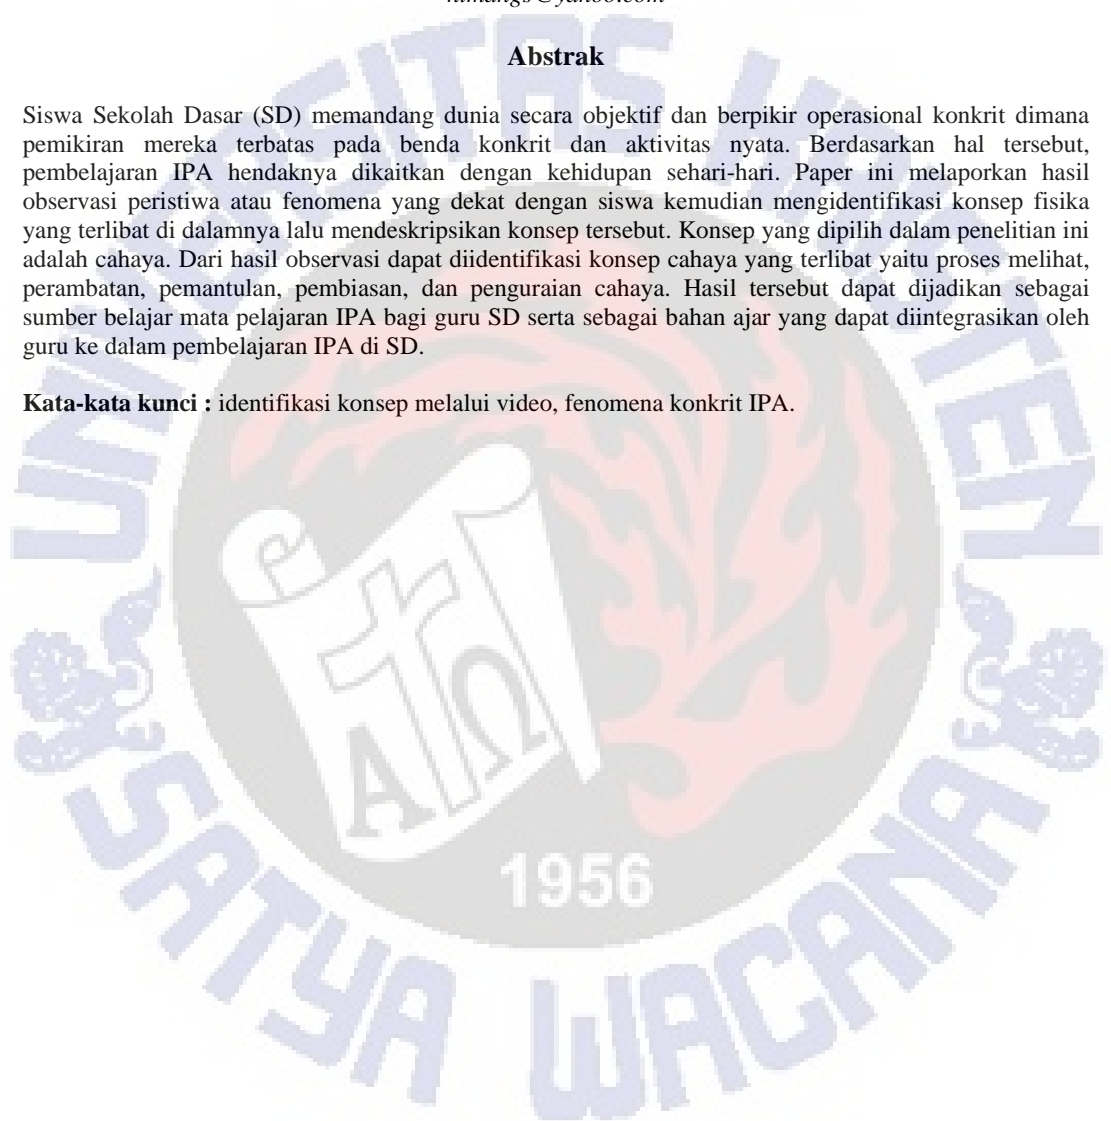 Abstrak
Siswa Sekolah Dasar (SD) memandang dunia secara objektif dan berpikir operasional konkrit dimana
pemikiran mereka terbatas pada benda konkrit dan aktivitas nyata. Berdasarkan hal tersebut,
pembelajaran IPA hendaknya dikaitkan dengan kehidupan sehari-hari. Paper ini melaporkan hasil
observasi peristiwa atau fenomena yang dekat dengan siswa kemudian mengidentifikasi konsep fisika
yang terlibat di dalamnya lalu mendeskripsikan konsep tersebut. Konsep yang dipilih dalam penelitian ini
adalah cahaya. Dari hasil observasi dapat diidentifikasi konsep cahaya yang terlibat yaitu proses melihat,
perambatan, pemantulan, pembiasan, dan penguraian cahaya. Hasil tersebut dapat dijadikan sebagai
sumber belajar mata pelajaran IPA bagi guru SD serta sebagai bahan ajar yang dapat diintegrasikan oleh
guru ke dalam pembelajaran IPA di SD.
Kata-kata kunci : identifikasi konsep melalui video, fenomena konkrit IPA.
UNIVERSITAS KRISTEN
ΑΩ
1956
SATYA WACANA